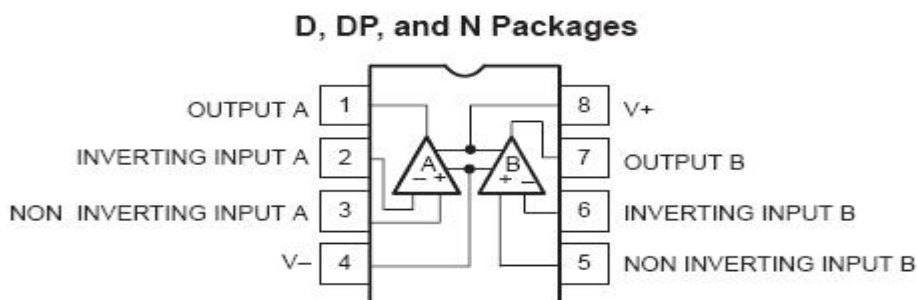 D, DP, and N Packages
OUTPUT A 1
INVERTING INPUT A 2
NON INVERTING INPUT A 3
V– 4
A
– +
B
+ –
8 V+
7 OUTPUT B
6 INVERTING INPUT B
5 NON INVERTING INPUT B